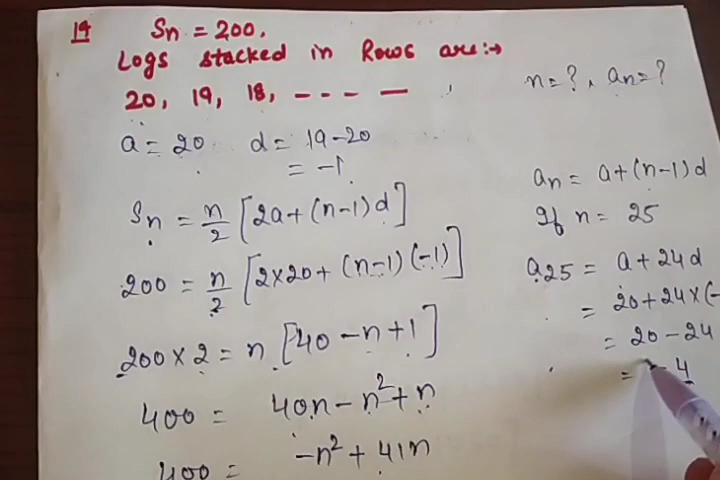 19 Sn = 200.
Logs stacked in Rows are:→
20, 19, 18, - - - -
n = ?, an = ?
a = 20 d = 19-20
= -1
Sn = n/2 [2a + (n-1)d]
200 = n/2 [2×20 + (n-1)(-1)]
200 × 2 = n [40 - n + 1]
400 = 40n - n² + n
400 = -n² + 41n
an = a + (n-1)d
If n = 25
a25 = a + 24d
= 20 + 24×(-
= 20 - 24
= - 4